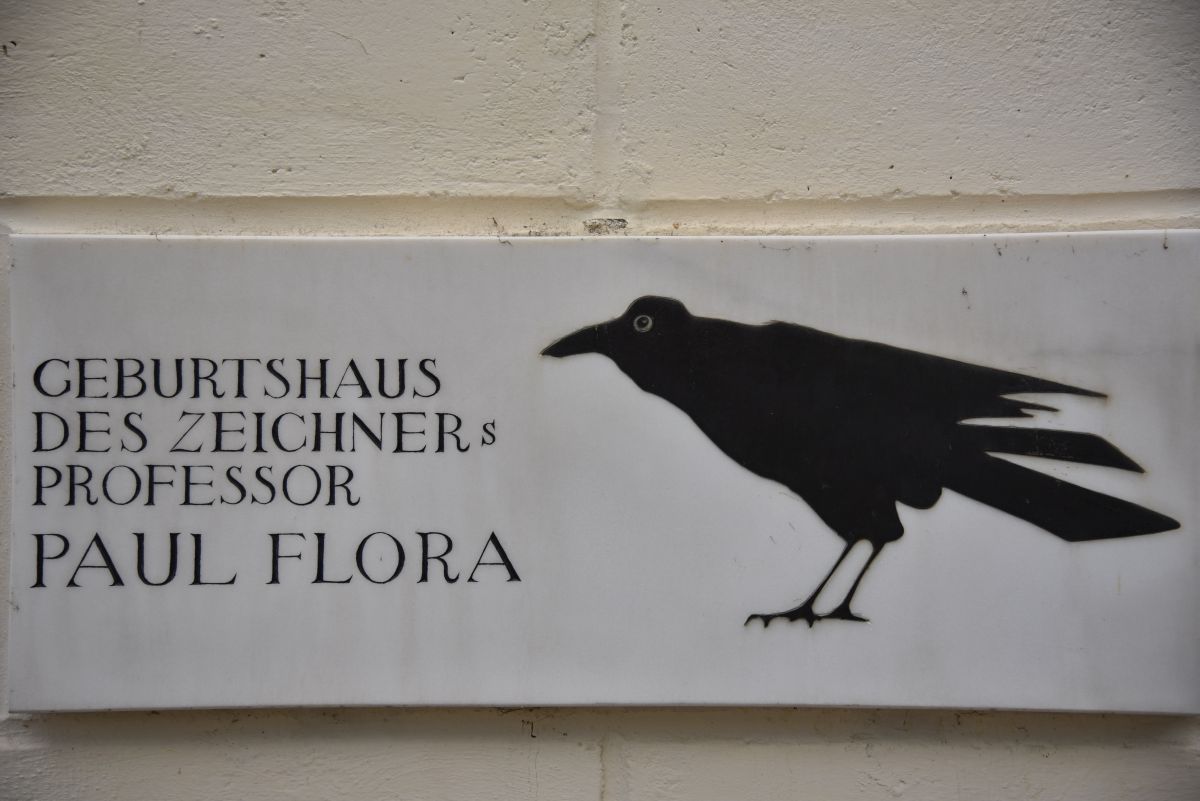 GEBURTSHAUS
DES ZEICHNERs
PROFESSOR
PAUL FLORA